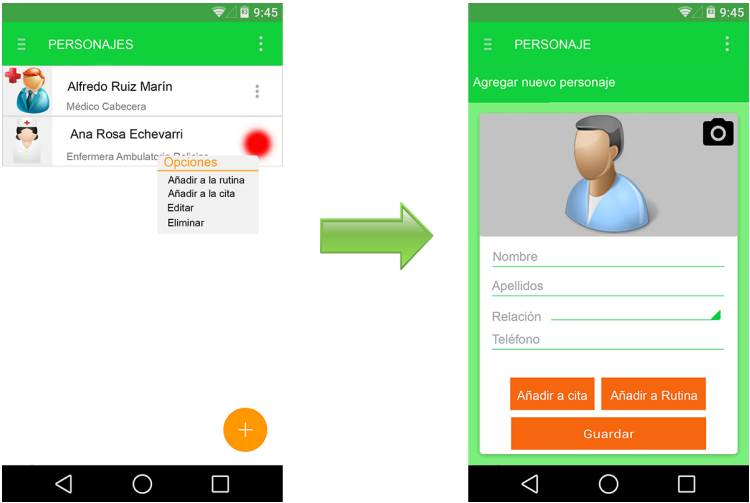 9:45
PERSONAJES
Alfredo Ruiz Marín
Médico Cabecera
Ana Rosa Echevarri
Enfermera Ambulatorio Delicias
Opciones
Añadir a la rutina
Añadir a la cita
Editar
Eliminar
9:45
PERSONAJE
Agregar nuevo personaje
Nombre
Apellidos
Relación
Teléfono
Añadir a cita Añadir a Rutina
Guardar